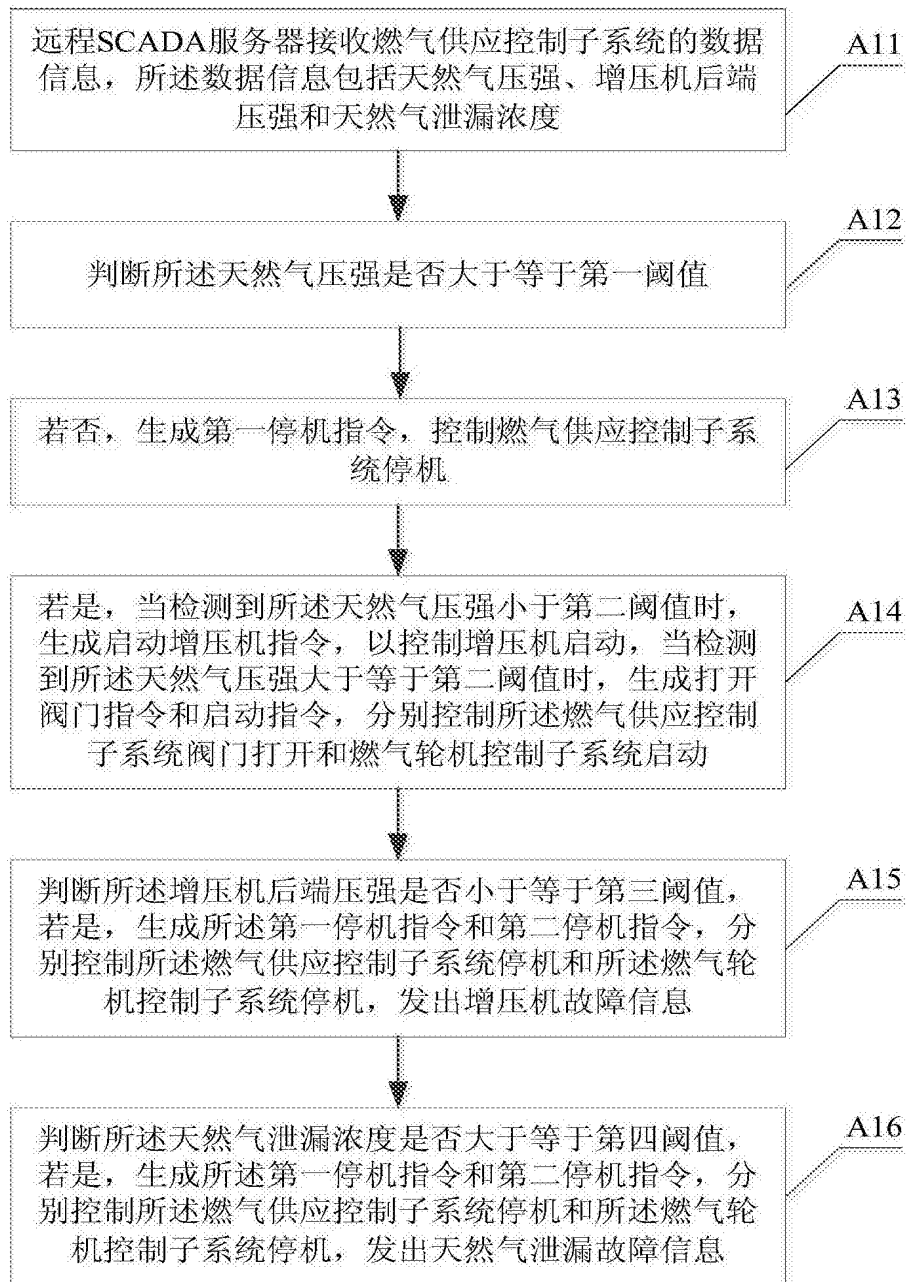 远程SCADA服务器接收燃气供应控制子系统的数据
信息，所述数据信息包括天然气压强、增压机后端
压强和天然气泄漏浓度
A11
A12
判断所述天然气压强是否大于等于第一阈值
A13
若否，生成第一停机指令，控制燃气供应控制子系
统停机
若是，当检测到所述天然气压强小于第二阈值时，
生成启动增压机指令，以控制增压机启动，当检测
到所述天然气压强大于等于第二阈值时，生成打开
阀门指令和启动指令，分别控制所述燃气供应控制
子系统阀门打开和燃气轮机控制子系统启动
A14
判断所述增压机后端压强是否小于等于第三阈值，
若是，生成所述第一停机指令和第二停机指令，分
别控制所述燃气供应控制子系统停机和所述燃气轮
机控制子系统停机，发出增压机故障信息
A15
判断所述天然气泄漏浓度是否大于等于第四阈值，
若是，生成所述第一停机指令和第二停机指令，分
别控制所述燃气供应控制子系统停机和所述燃气轮
机控制子系统停机，发出天然气泄漏故障信息
A16